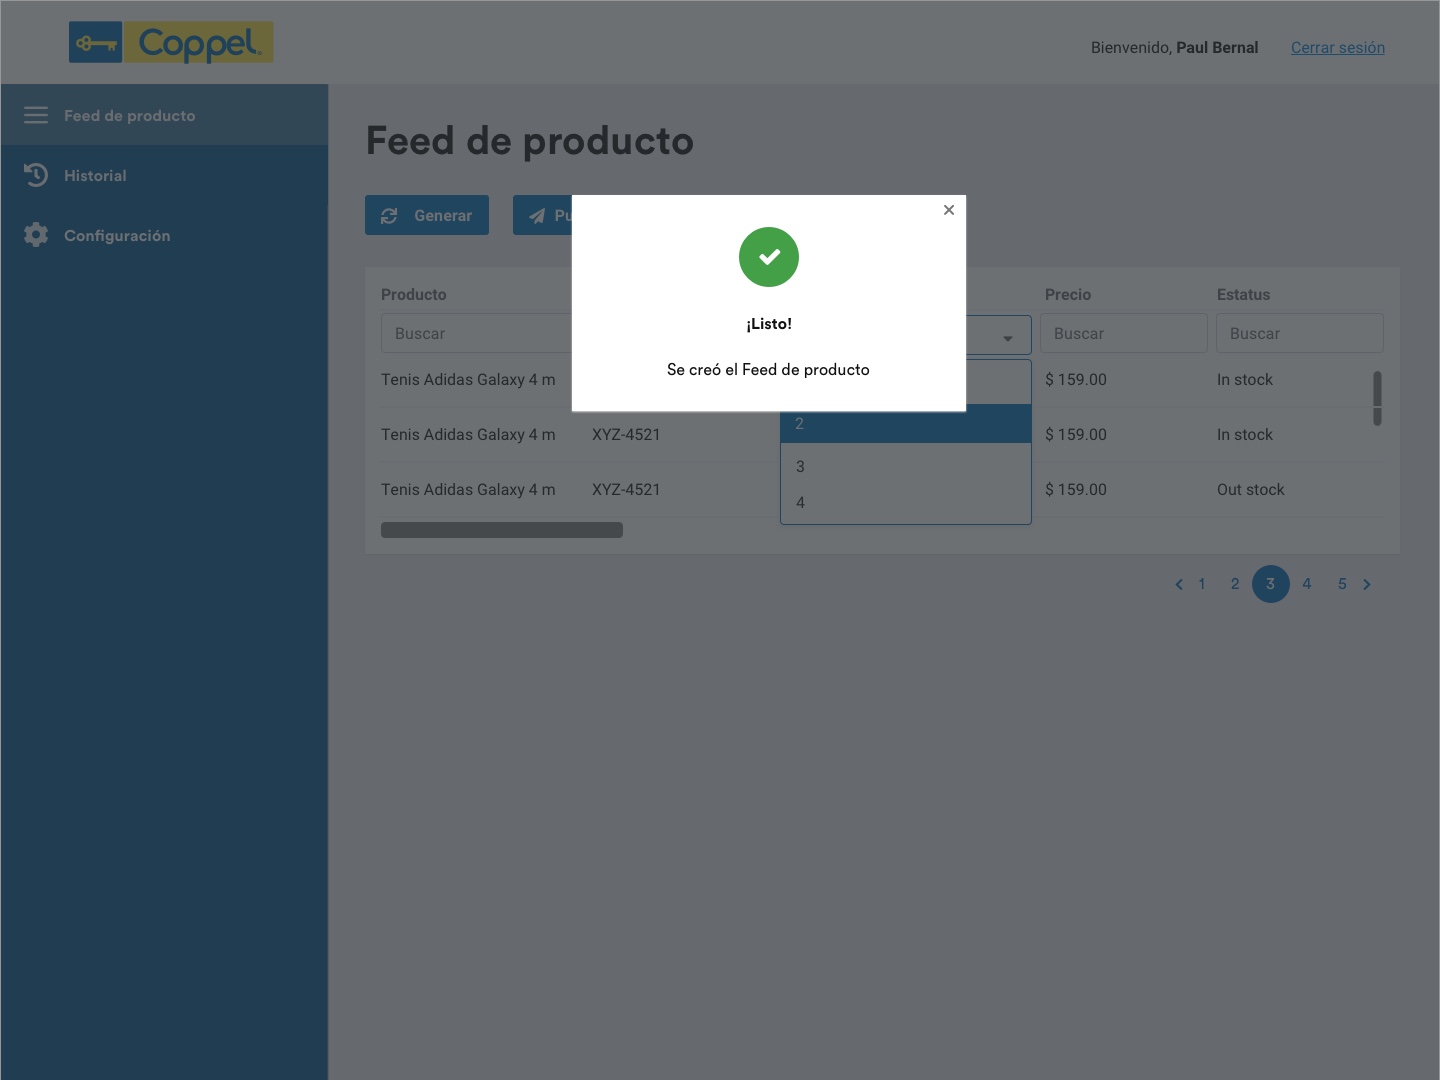 Coppel
Bienvenido, Paul Bernal
Cerrar sesión
Feed de producto
Historial
Configuración
Feed de producto
Generar
¡Listo!
Se creó el Feed de producto
Producto
Precio
Estatus
Buscar
Buscar
Buscar
Tenis Adidas Galaxy 4 m
$ 159.00
In stock
2
Tenis Adidas Galaxy 4 m
XYZ-4521
$ 159.00
In stock
3
Tenis Adidas Galaxy 4 m
XYZ-4521
$ 159.00
Out stock
4
1 2 3 4 5